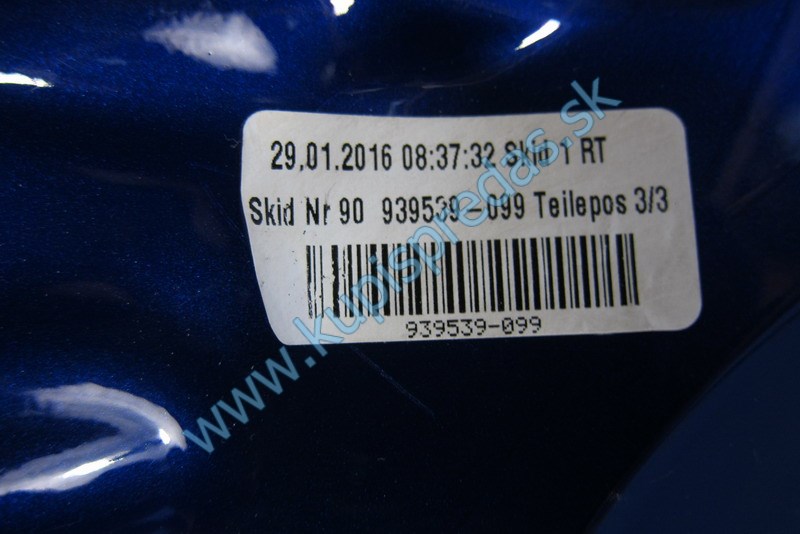 29.01.2016 08:37:32 Skid 1 RT
Skid Nr 90 939539-099 Teilepos 3/3
939539-099
www.kupispredas.sk